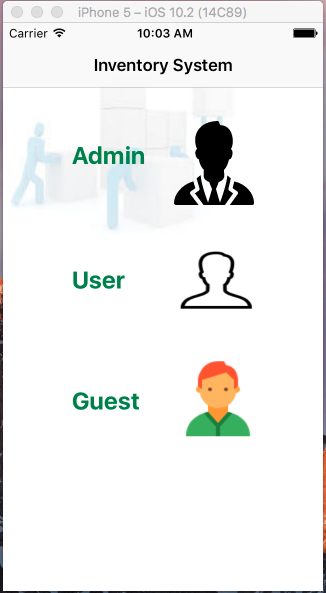 iPhone 5 – iOS 10.2 (14C89)
Carrier 10:03 AM
Inventory System
Admin
User
Guest